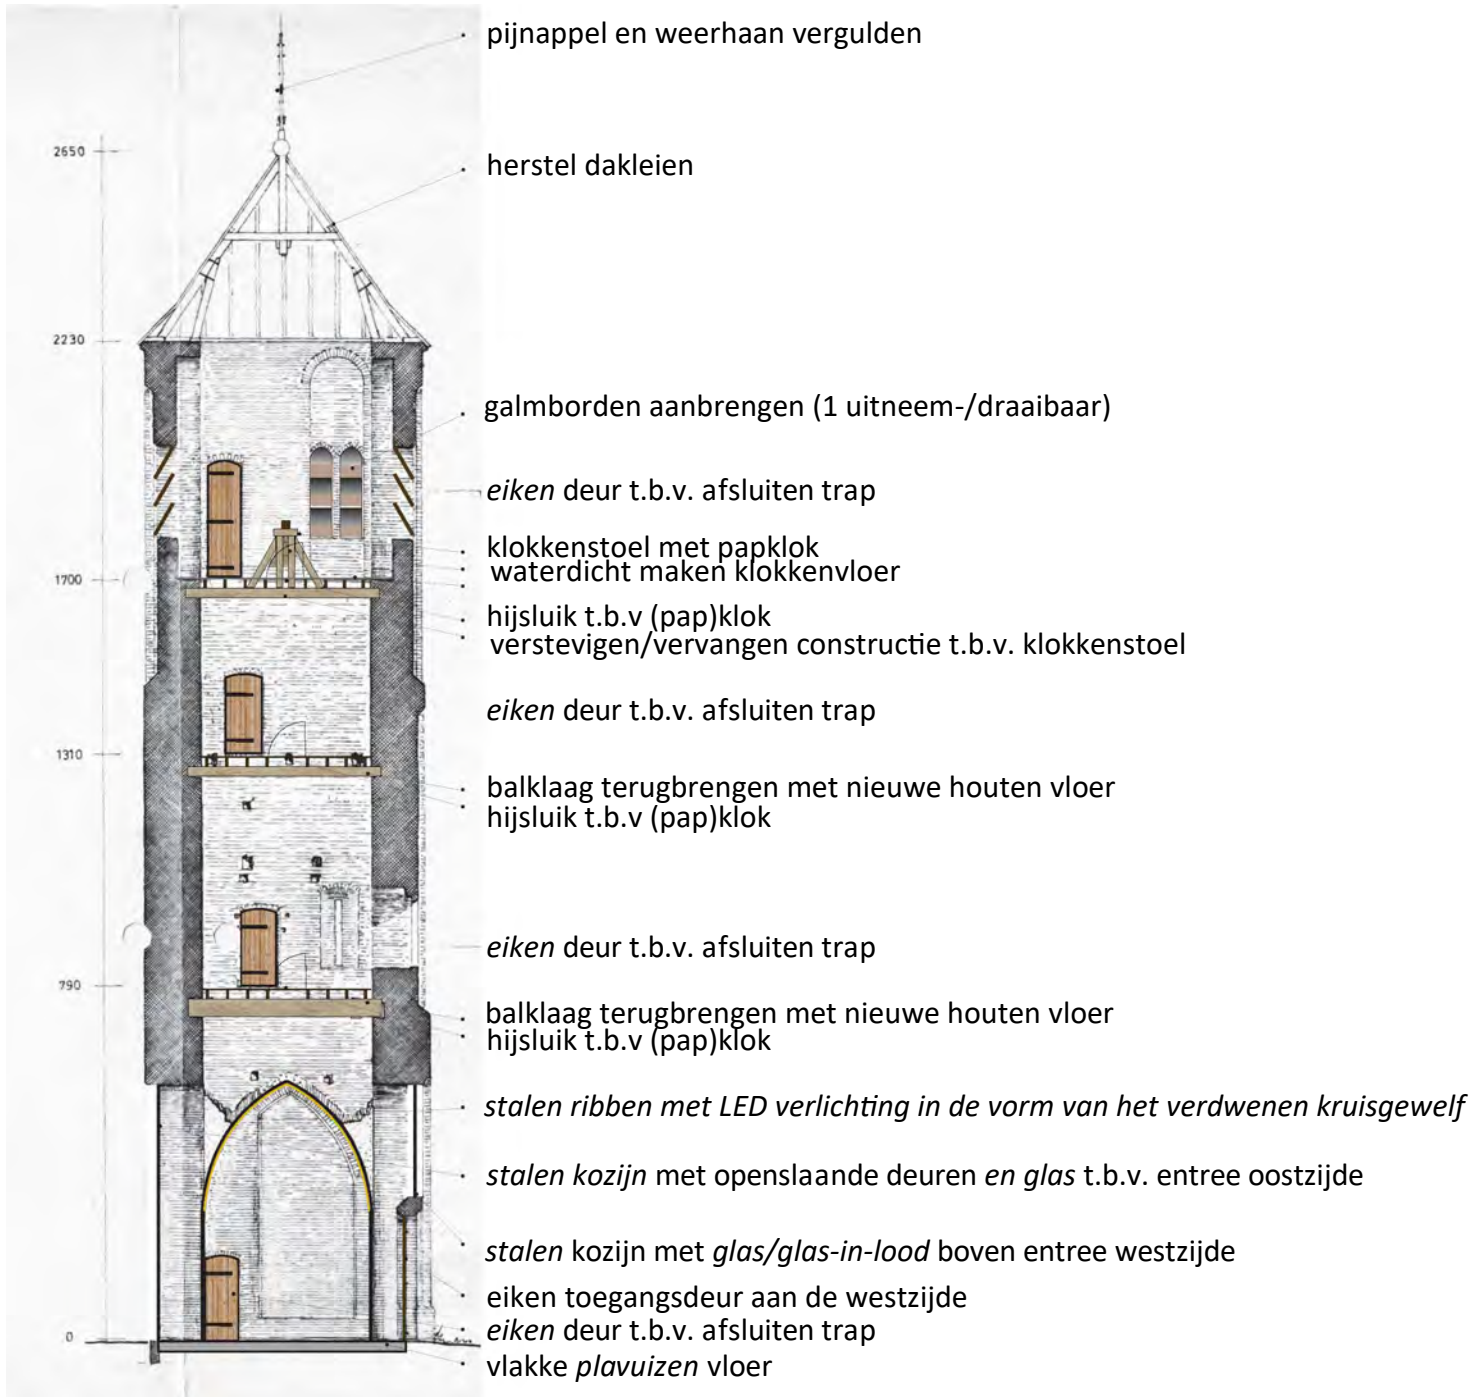 pijnappel en weerhaan vergulden
2650
herstel dakleien
2230
galmborden aanbrengen (1 uitneem-/draaibaar)
eiken deur t.b.v. afsluiten trap
klokkenstoel met papklok
waterdicht maken klokkenvloer
1700
hijsluik t.b.v (pap)klok
verstevigen/vervangen constructie t.b.v. klokkenstoel
eiken deur t.b.v. afsluiten trap
1310
balklaag terugbrengen met nieuwe houten vloer
hijsluik t.b.v (pap)klok
eiken deur t.b.v. afsluiten trap
790
balklaag terugbrengen met nieuwe houten vloer
hijsluik t.b.v (pap)klok
stalen ribben met LED verlichting in de vorm van het verdwenen kruisgewelf
stalen kozijn met openslaande deuren en glas t.b.v. entree oostzijde
stalen kozijn met glas/glas-in-lood boven entree westzijde
eiken toegangsdeur aan de westzijde
0
eiken deur t.b.v. afsluiten trap
vlakke plavuizen vloer